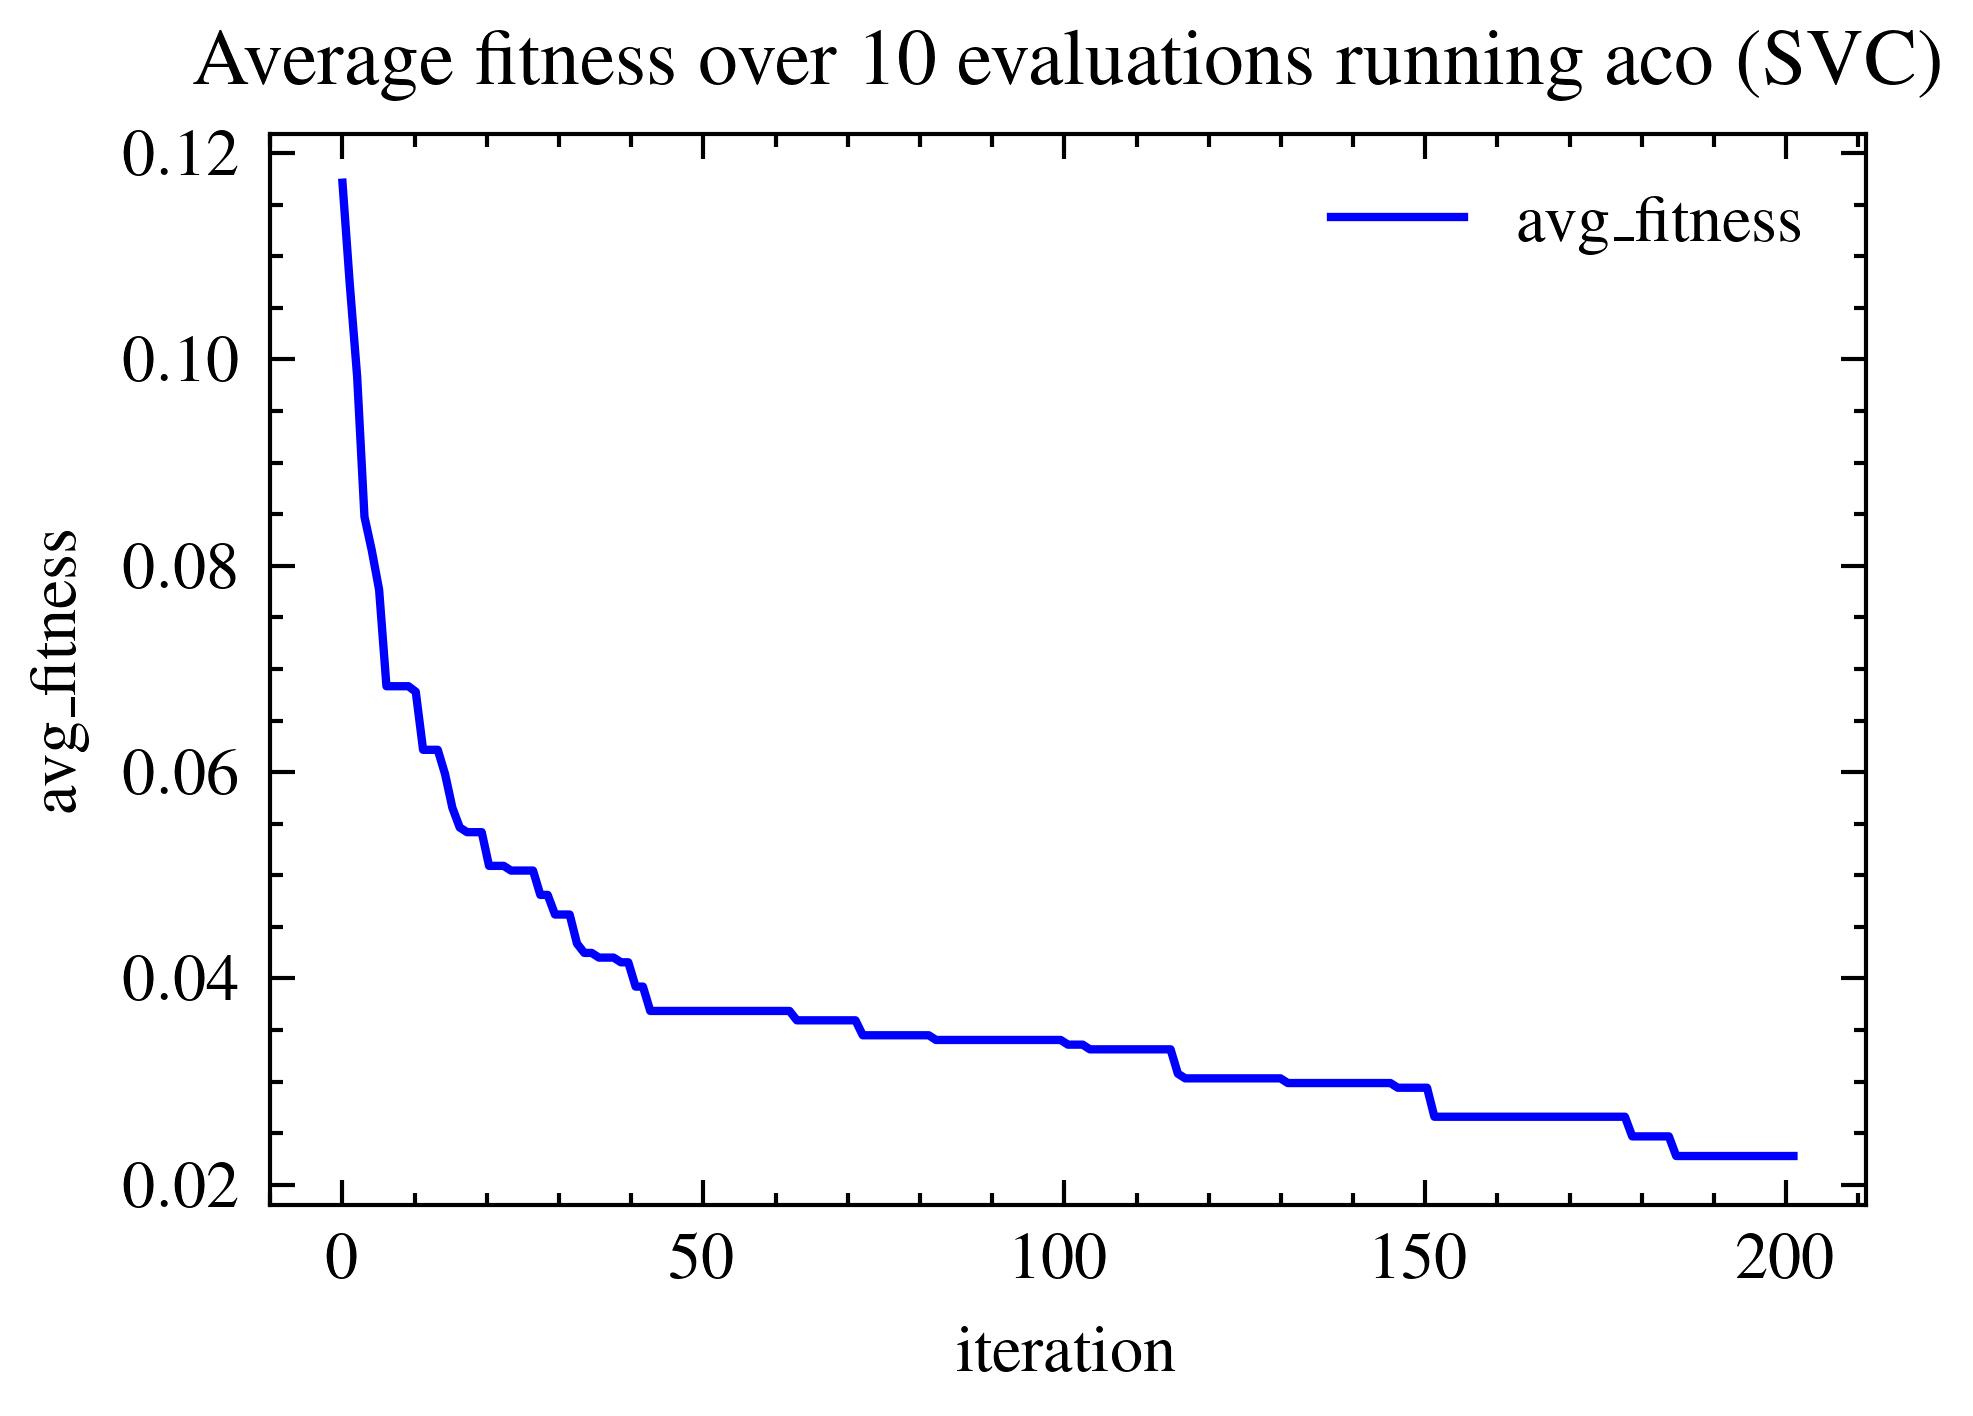 Average fitness over 10 evaluations running aco (SVC)
avg_fitness
0.12
0.10
0.08
0.06
0.04
0.02
avg_fitness
0 50 100 150 200
iteration